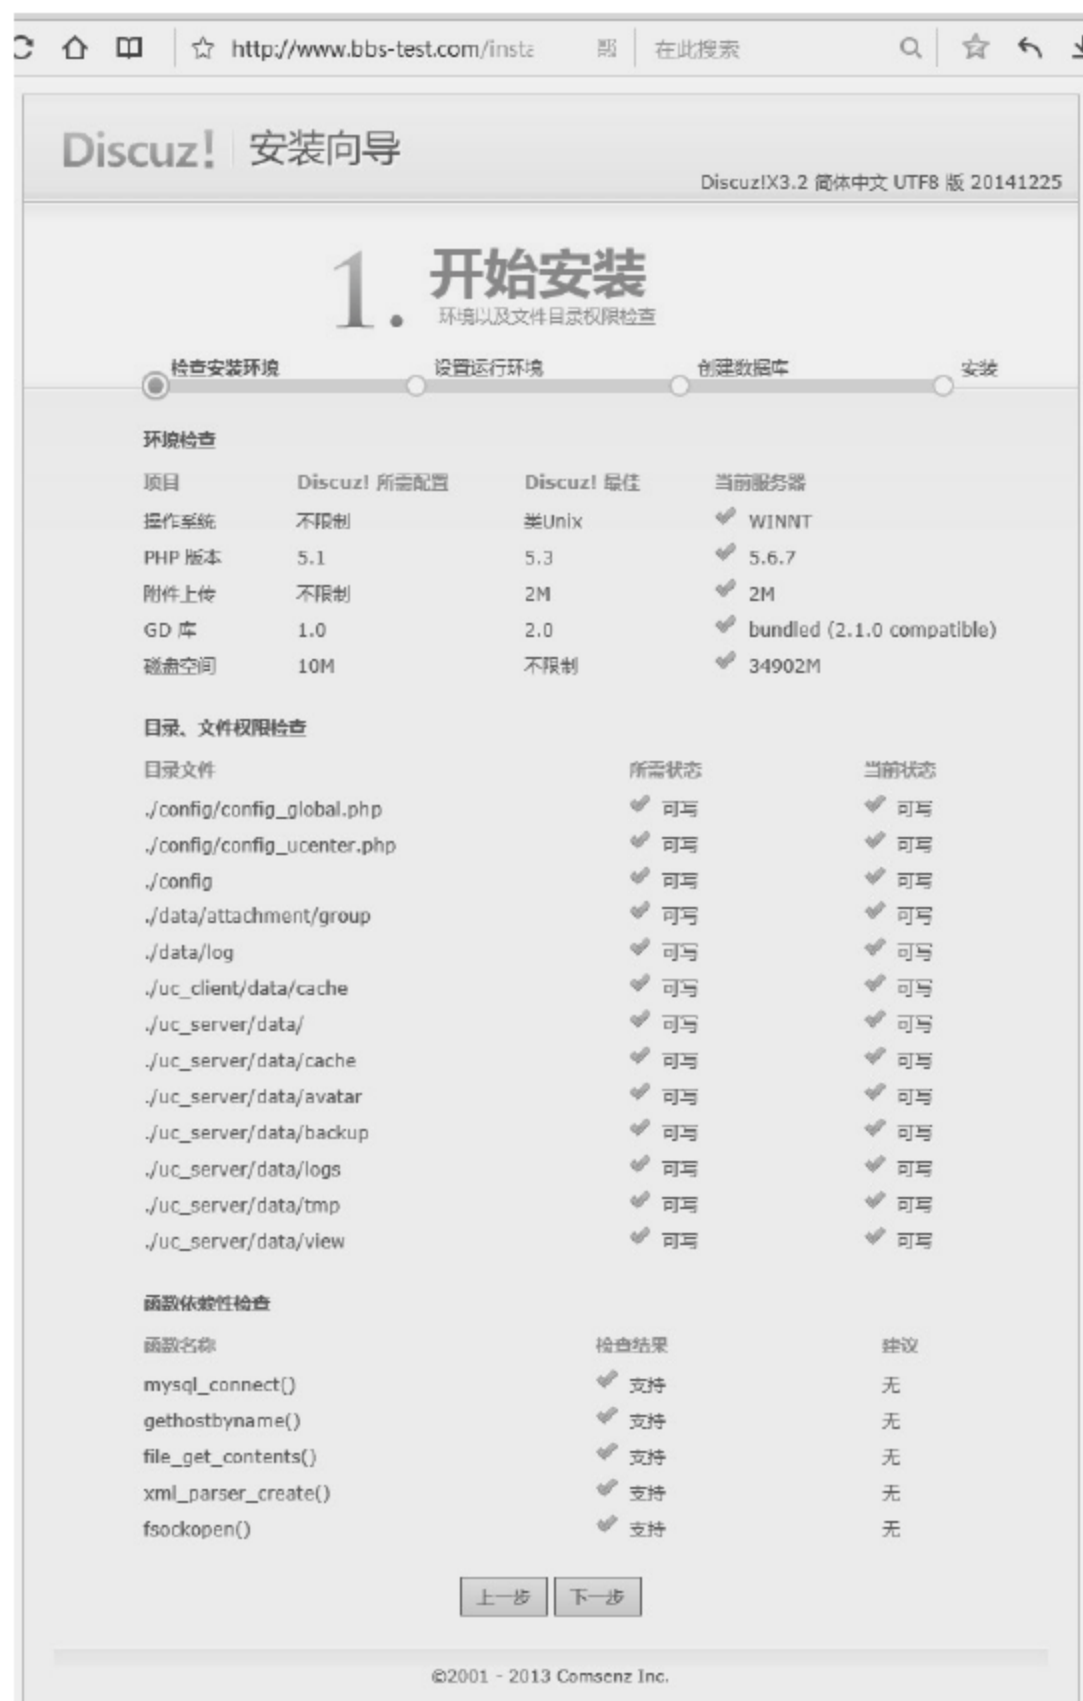 http://www.bbs-test.com/insta 在此搜索
Discuz! 安装向导
Discuz!X3.2 简体中文 UTF8 版 20141225
1. 开始安装
环境以及文件目录权限检查
检查安装环境 设置运行环境 创建数据库 安装
环境检查
项目 Discuz! 所需配置 Discuz! 最佳 当前服务器
操作系统 不限制 类Unix WINNT
PHP 版本 5.1 5.3 5.6.7
附件上传 不限制 2M 2M
GD 库 1.0 2.0 bundled (2.1.0 compatible)
磁盘空间 10M 不限制 34902M
目录、文件权限检查
目录文件 所需状态 当前状态
./config/config_global.php 可写 可写
./config/config_ucenter.php 可写 可写
./config 可写 可写
./data/attachment/group 可写 可写
./data/log 可写 可写
./uc_client/data/cache 可写 可写
./uc_server/data/ 可写 可写
./uc_server/data/cache 可写 可写
./uc_server/data/avatar 可写 可写
./uc_server/data/backup 可写 可写
./uc_server/data/logs 可写 可写
./uc_server/data/tmp 可写 可写
./uc_server/data/view 可写 可写
函数依赖性检查
函数名称 检查结果 建议
mysql_connect() 支持 无
gethostbyname() 支持 无
file_get_contents() 支持 无
xml_parser_create() 支持 无
fsockopen() 支持 无
上一步 下一步
©2001 - 2013 Comsenz Inc.